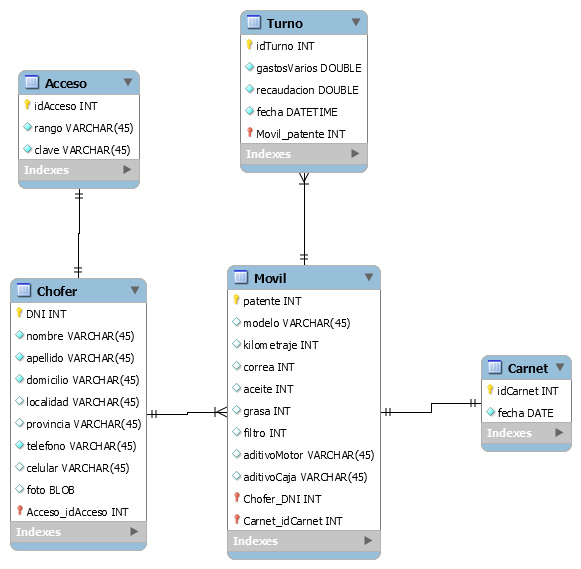 Turno
idTurno INT
gastosVarios DOUBLE
recaudacion DOUBLE
fecha DATETIME
Movil_patente INT
Indexes
Acceso
idAcceso INT
rango VARCHAR(45)
clave VARCHAR(45)
Indexes
Chofer
DNI INT
nombre VARCHAR(45)
apellido VARCHAR(45)
domicilio VARCHAR(45)
localidad VARCHAR(45)
provincia VARCHAR(45)
telefono VARCHAR(45)
celular VARCHAR(45)
foto BLOB
Acceso_idAcceso INT
Indexes
Movil
patente INT
modelo VARCHAR(45)
kilometraje INT
correa INT
aceite INT
grasa INT
filtro INT
aditivoMotor VARCHAR(45)
aditivoCaja VARCHAR(45)
Chofer_DNI INT
Carnet_idCarnet INT
Indexes
Carnet
idCarnet INT
fecha DATE
Indexes